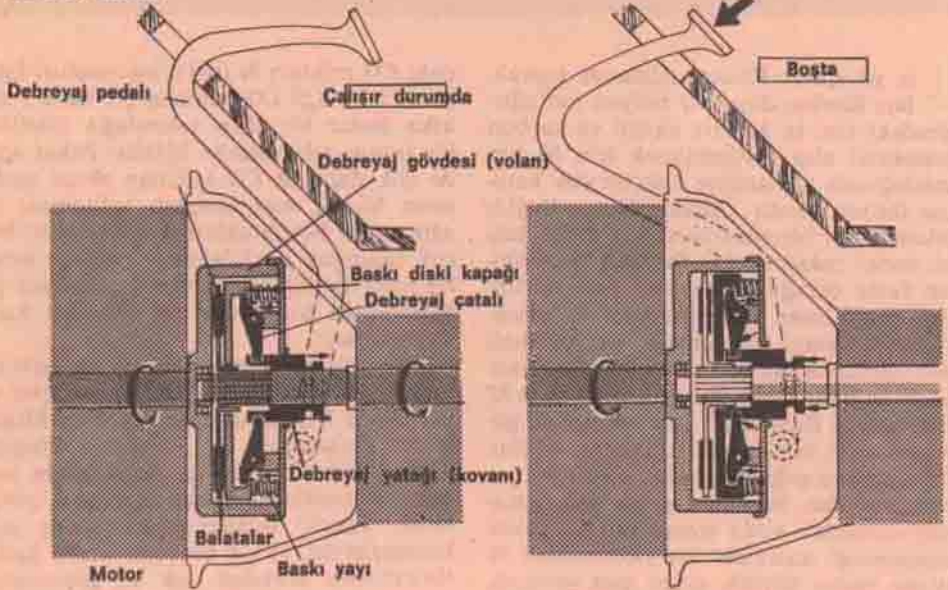 Debreyaj pedalı
Çalışır durumda
Boşta
Debreyaj gövdesi (volan)
Baskı diski kapağı
Debreyaj çatalı
Debreyaj yatağı (kovanı)
Balatalar
Motor
Baskı yayı